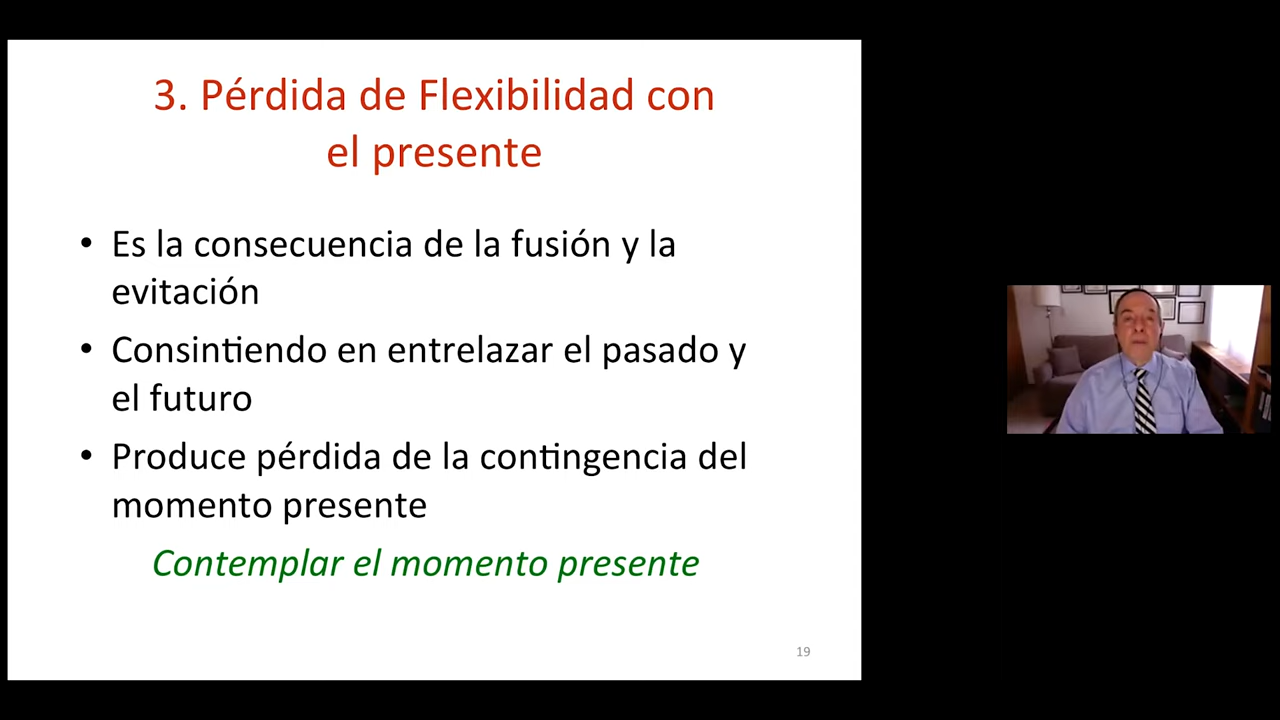 3. Pérdida de Flexibilidad con
el presente
• Es la consecuencia de la fusión y la
evitación
• Consintiendo en entrelazar el pasado y
el futuro
• Produce pérdida de la contingencia del
momento presente
Contemplar el momento presente
19